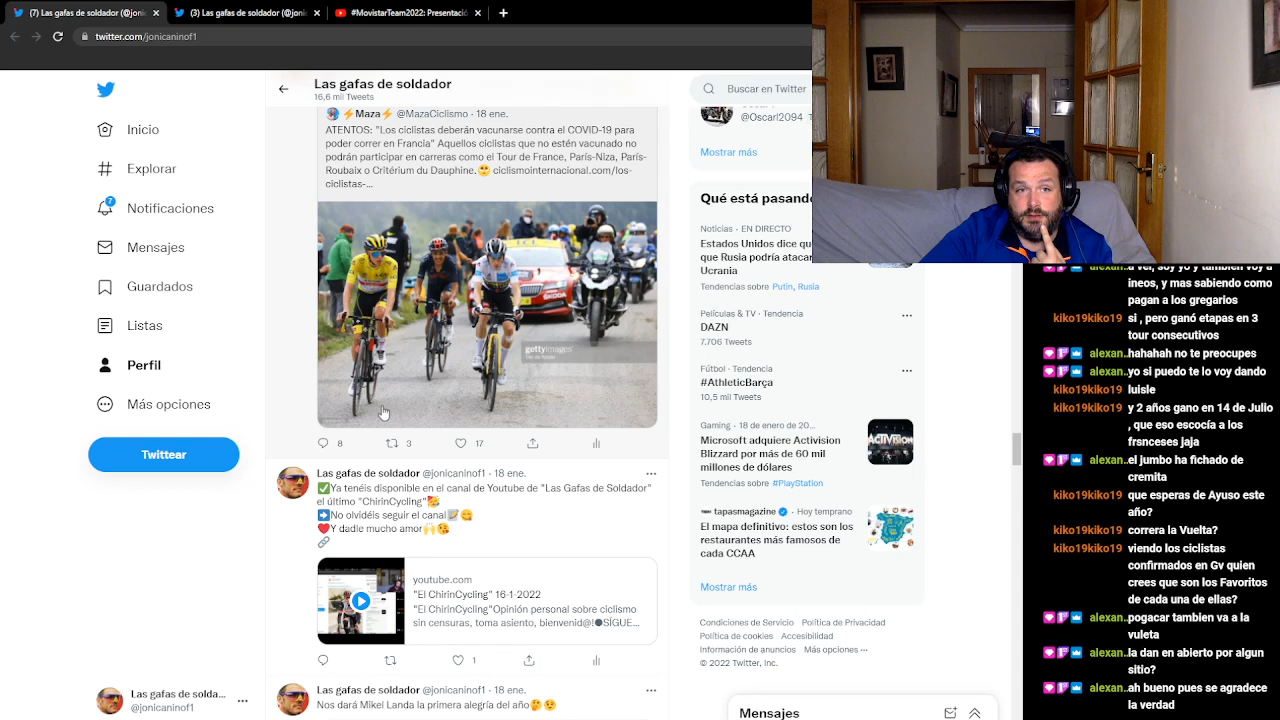 (7) Las gafas de soldador (@joni
(3) Las gafas de soldador (@joni
#MovistarTeam2022: Presentació
twitter.com/jonicaninof1
Las gafas de soldador
16,6 mil Tweets
Inicio
Explorar
7
Notificaciones
Mensajes
Guardados
Listas
Perfil
Más opciones
Twittear
Las gafas de solda...
@jonicaninof1
⚡Maza⚡ @MazaCiclismo · 18 ene.
ATENTOS: "Los ciclistas deberán vacunarse contra el COVID-19 para
poder correr en Francia" Aquellos ciclistas que no estén vacunado no
podrán participar en carreras como el Tour de France, París-Niza, París-
Roubaix o Critérium du Dauphine. ciclismointernacional.com/los-
ciclistas-...
gettyimages
8
3
17
Las gafas de soldador @jonicaninof1 · 18 ene.
✅Ya tenéis disponible en el canal de Youtube de "Las Gafas de Soldador"
el último "ChirinCycling"🥰
➡No olvidéis seguir el canal📝😋
❤Y dadle mucho amor🙌😘
🔗
youtube.com
"El ChirinCycling" 16-1-2022
"El ChirinCycling"Opinión personal sobre ciclismo
sin censuras, toma asiento, bienvenid@!●SÍGUE...
1
Las gafas de soldador @jonicaninof1 · 18 ene.
Nos dará Mikel Landa la primera alegría del año🤔😉
Buscar en Twitter
@Oscarl2094
Mostrar más
Qué está pasando
Noticias · EN DIRECTO
Estados Unidos dice qu
que Rusia podría atacar
Ucrania
Tendencias sobre Putin, Rusia
Películas & TV · Tendencia
DAZN
7.706 Tweets
Fútbol · Tendencia
#AthleticBarça
10,5 mil Tweets
Gaming · 18 de enero de 20...
Microsoft adquiere Activision
Blizzard por más de 60 mil
millones de dólares
ACTIVISION
Tendencias sobre #PlayStation
tapasmagazine · Hoy temprano
El mapa definitivo: estos son los
restaurantes más famosos de
cada CCAA
Mostrar más
Condiciones de Servicio Política de Privacidad
Política de cookies Accesibilidad
Información de anuncios Más opciones ···
© 2022 Twitter, Inc.
Mensajes
alexan..a ver, soy yo y tambien voy a
ineos, y mas sabiendo como
pagan a los gregarios
kiko19kiko19 si , pero ganó etapas en 3
tour consecutivos
alexan..hahahah no te preocupes
alexan..yo si puedo te lo voy dando
kiko19kiko19 luisle
kiko19kiko19 y 2 años gano en 14 de Julio
, que eso escocía a los
frsnceses jaja
alexan..el jumbo ha fichado de
cremita
kiko19kiko19 que esperas de Ayuso este
año?
kiko19kiko19 correra la Vuelta?
kiko19kiko19 viendo los ciclistas
confirmados en Gv quien
crees que son los Favoritos
de cada una de ellas?
alexan..pogacar tambien va a la
vuleta
alexan..la dan en abierto por algun
sitio?
alexan..ah bueno pues se agradece
la verdad